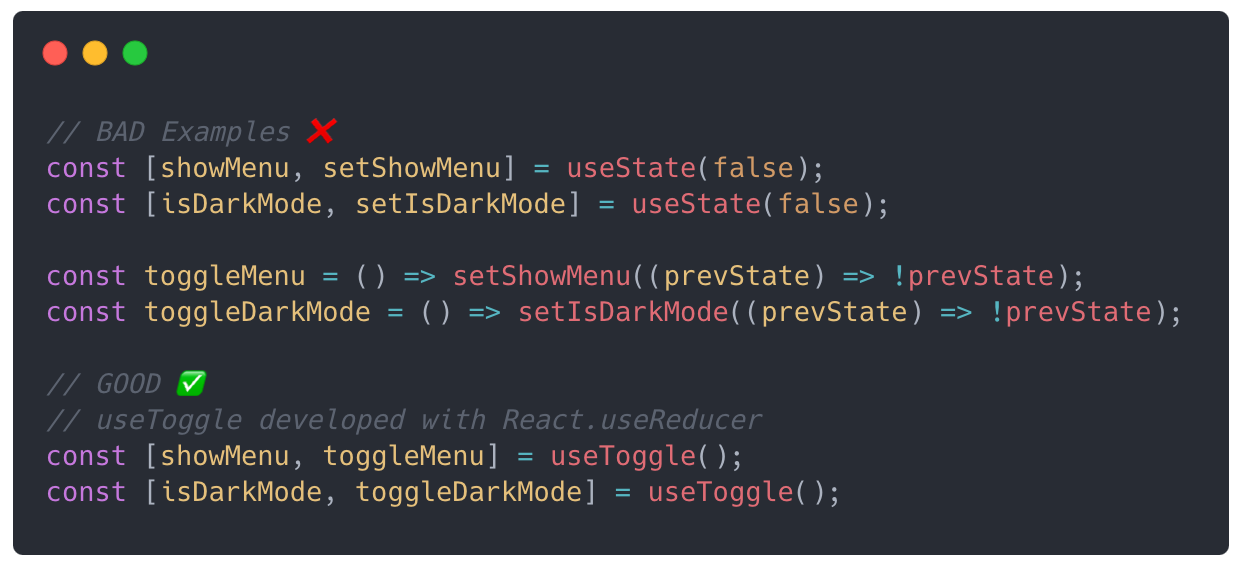 // BAD Examples ❌
const [showMenu, setShowMenu] = useState(false);
const [isDarkMode, setIsDarkMode] = useState(false);
const toggleMenu = () => setShowMenu((prevState) => !prevState);
const toggleDarkMode = () => setIsDarkMode((prevState) => !prevState);
// GOOD ✅
// useToggle developed with React.useReducer
const [showMenu, toggleMenu] = useToggle();
const [isDarkMode, toggleDarkMode] = useToggle();